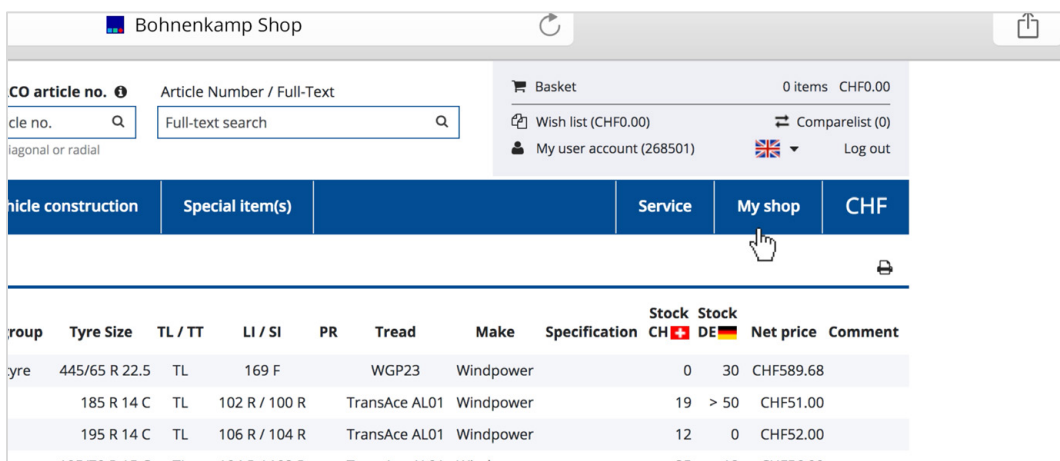 Bohnenkamp Shop
CO article no.
Article Number / Full-Text
Basket
0 items CHF0.00
cle no.
Full-text search
Wish list (CHF0.00)
Comparelist (0)
iagonal or radial
My user account (268501)
Log out
hicle construction
Special item(s)
Service
My shop
CHF
Stock Stock
roup Tyre Size TL / TT LI / SI PR Tread Make Specification CH DE Net price Comment
yre 445/65 R 22.5 TL 169 F WGP23 Windpower 0 30 CHF589.68
185 R 14 C TL 102 R / 100 R TransAce AL01 Windpower 19 > 50 CHF51.00
195 R 14 C TL 106 R / 104 R TransAce AL01 Windpower 12 0 CHF52.00